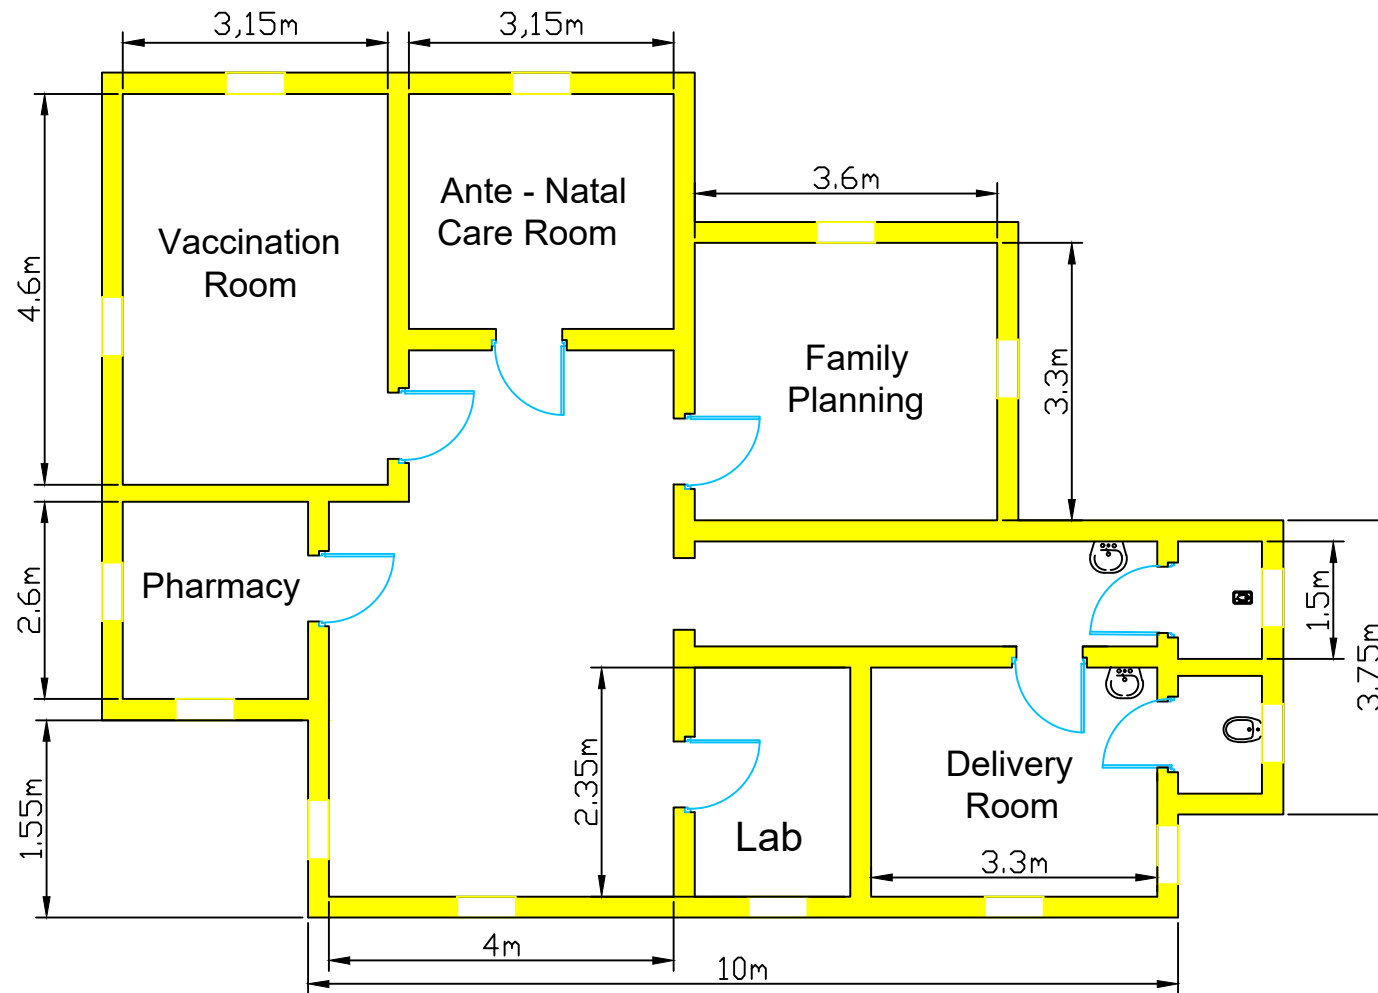 3,15m
3,15m
3.6m
Ante - Natal
Care Room
Vaccination
Room
4.6m
Family
Planning
3.3m
Pharmacy
2.6m
1.5m
3.75m
1.55m
2.35m
Lab
Delivery
Room
3.3m
4m
10m